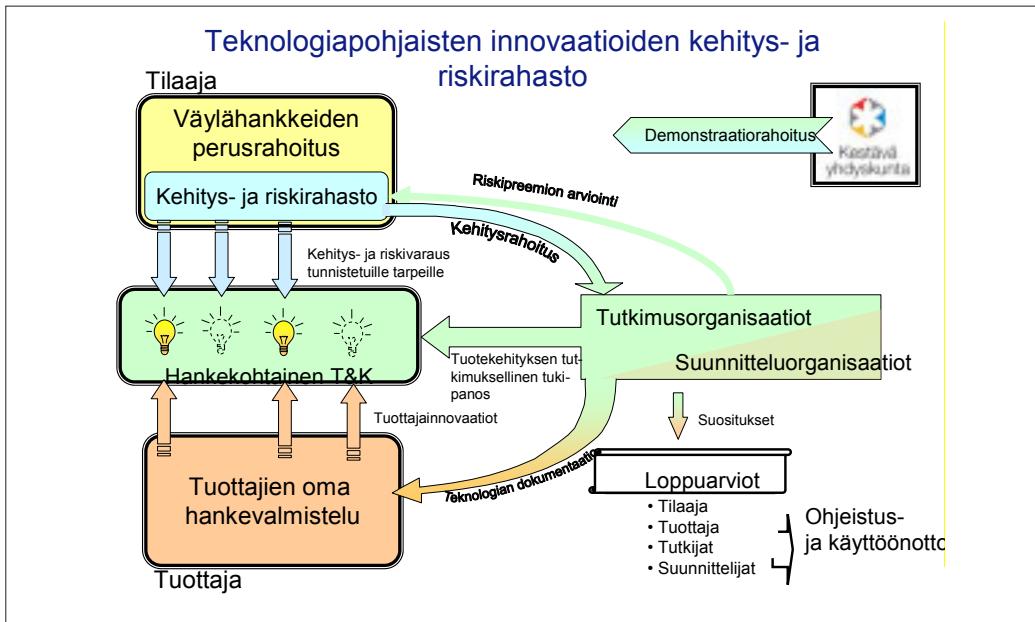 Teknologiapohjaisten innovaatioiden kehitys- ja
riskirahasto
Tilaaja
Väylähankkeiden
perusrahoitus
Kehitys- ja riskirahasto
Demonstraatiorahoitus
Kestävä
yhdyskunta
Riskipreemion arviointi
Kehitysrahoitus
Kehitys- ja riskivaraus
tunnistetuille tarpeille
Hankekohtainen T&K
Tutkimusorganisaatiot
Suunnitteluorganisaatiot
Tuotekehityksen tut-
kimuksellinen tuki-
panos
Tuottajainnovaatiot
Suositukset
Teknologian dokumentaatio
Tuottajien oma
hankevalmistelu
Tuottaja
Loppuarviot
• Tilaaja
• Tuottaja
• Tutkijat
• Suunnittelijat
Ohjeistus-
ja käyttöönotto